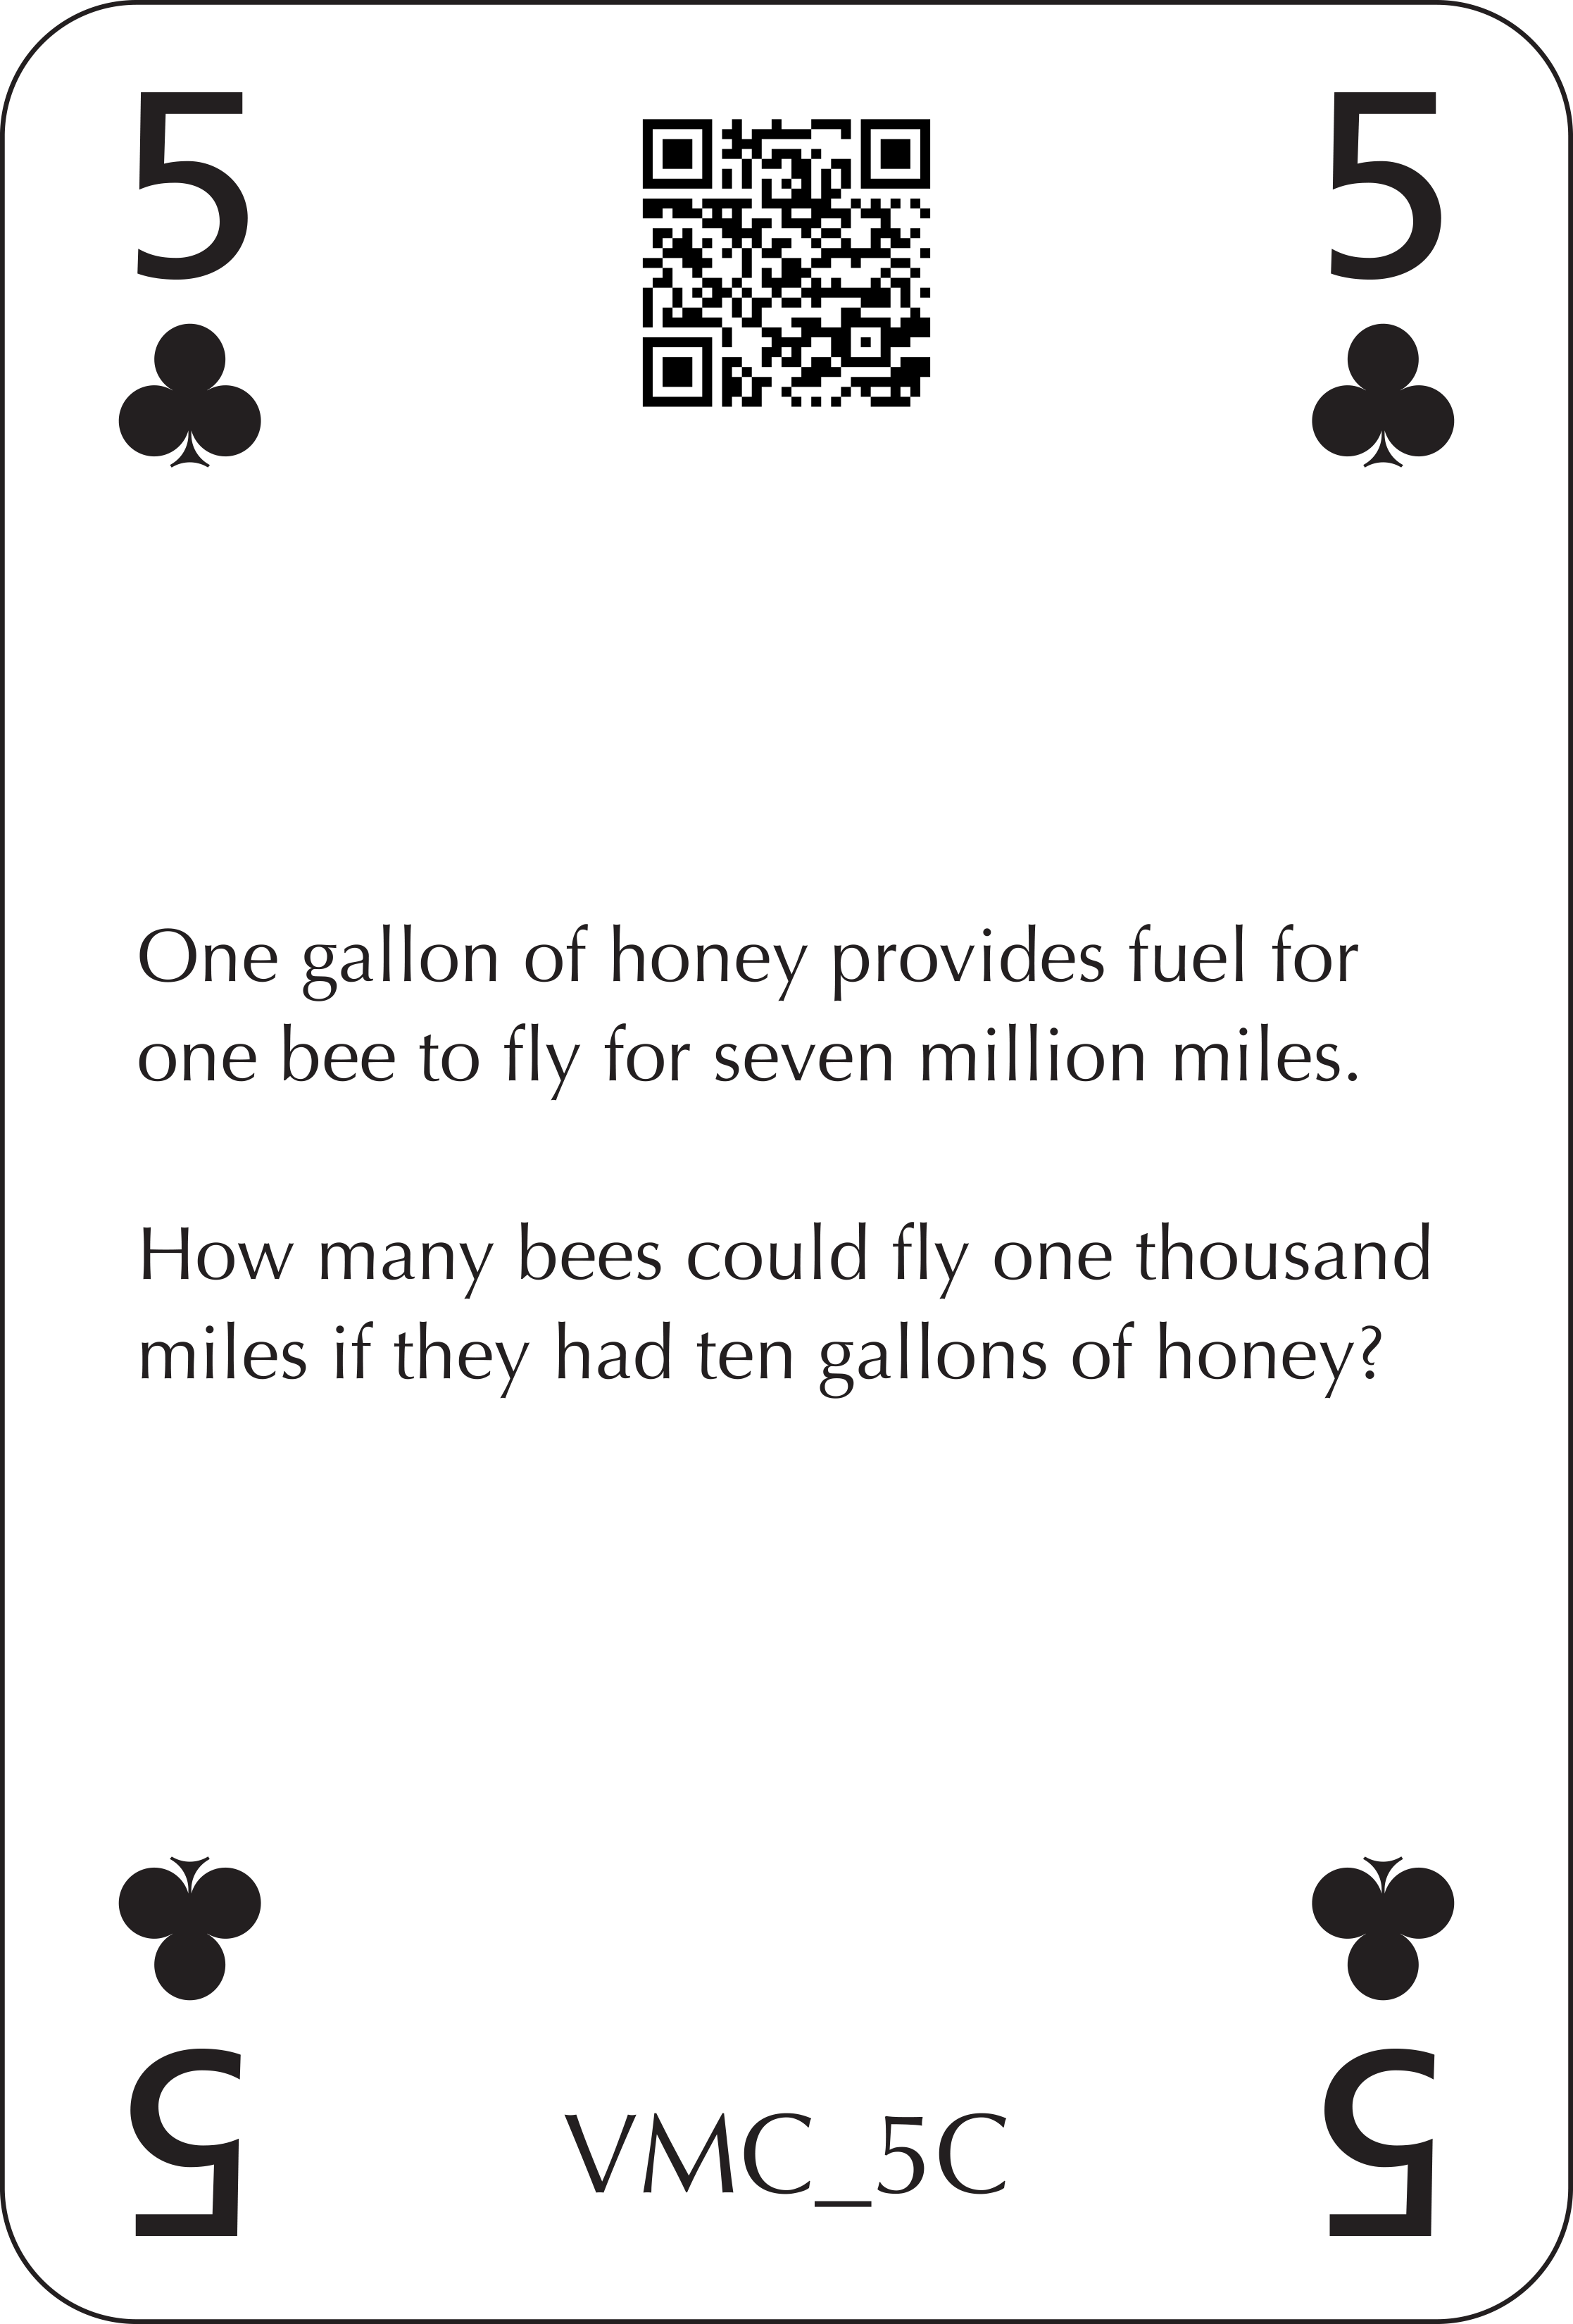 5 5
One gallon of honey provides fuel for
one bee to fly for seven million miles.
How many bees could fly one thousand
miles if they had ten gallons of honey?
5 VMC_5C 5